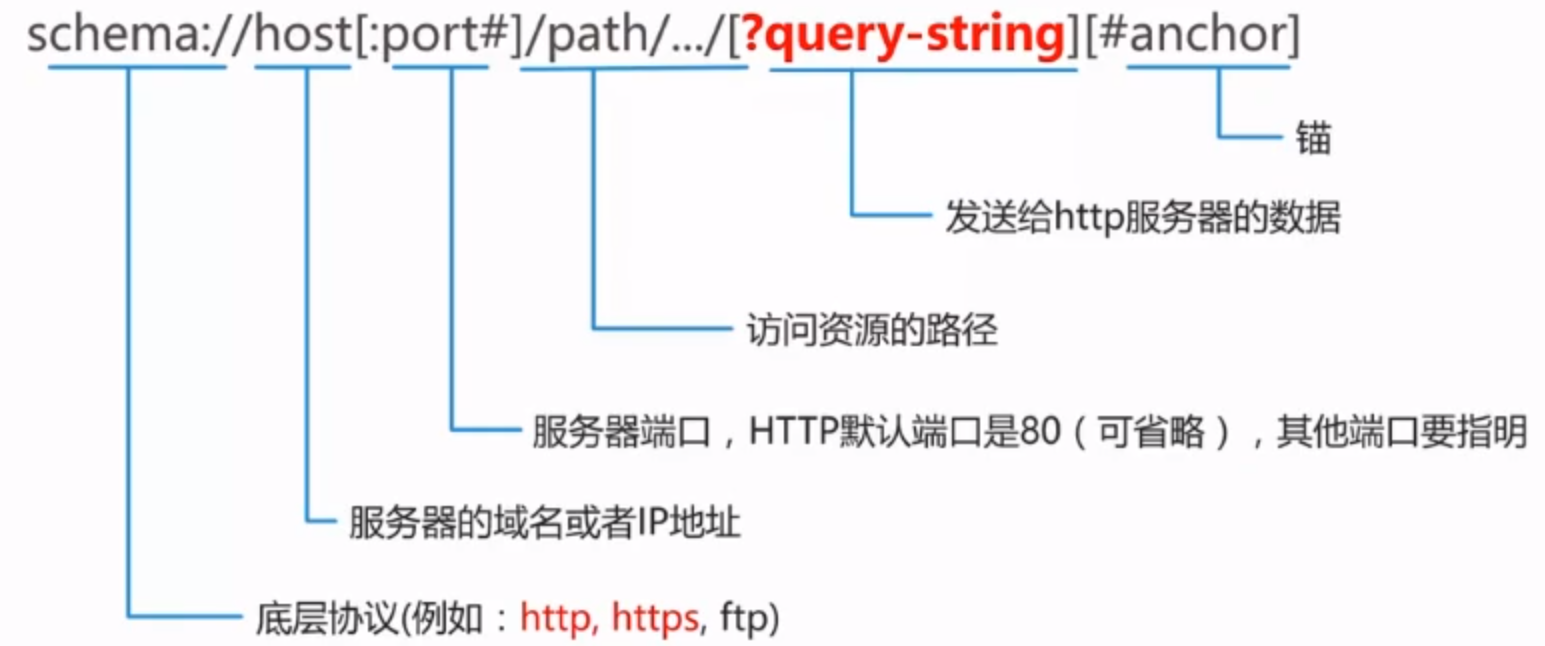 schema://host[:port#]/path/.../[?query-string][#anchor]
锚
发送给http服务器的数据
访问资源的路径
服务器端口，HTTP默认端口是80（可省略），其他端口要指明
服务器的域名或者IP地址
底层协议(例如：http, https, ftp)